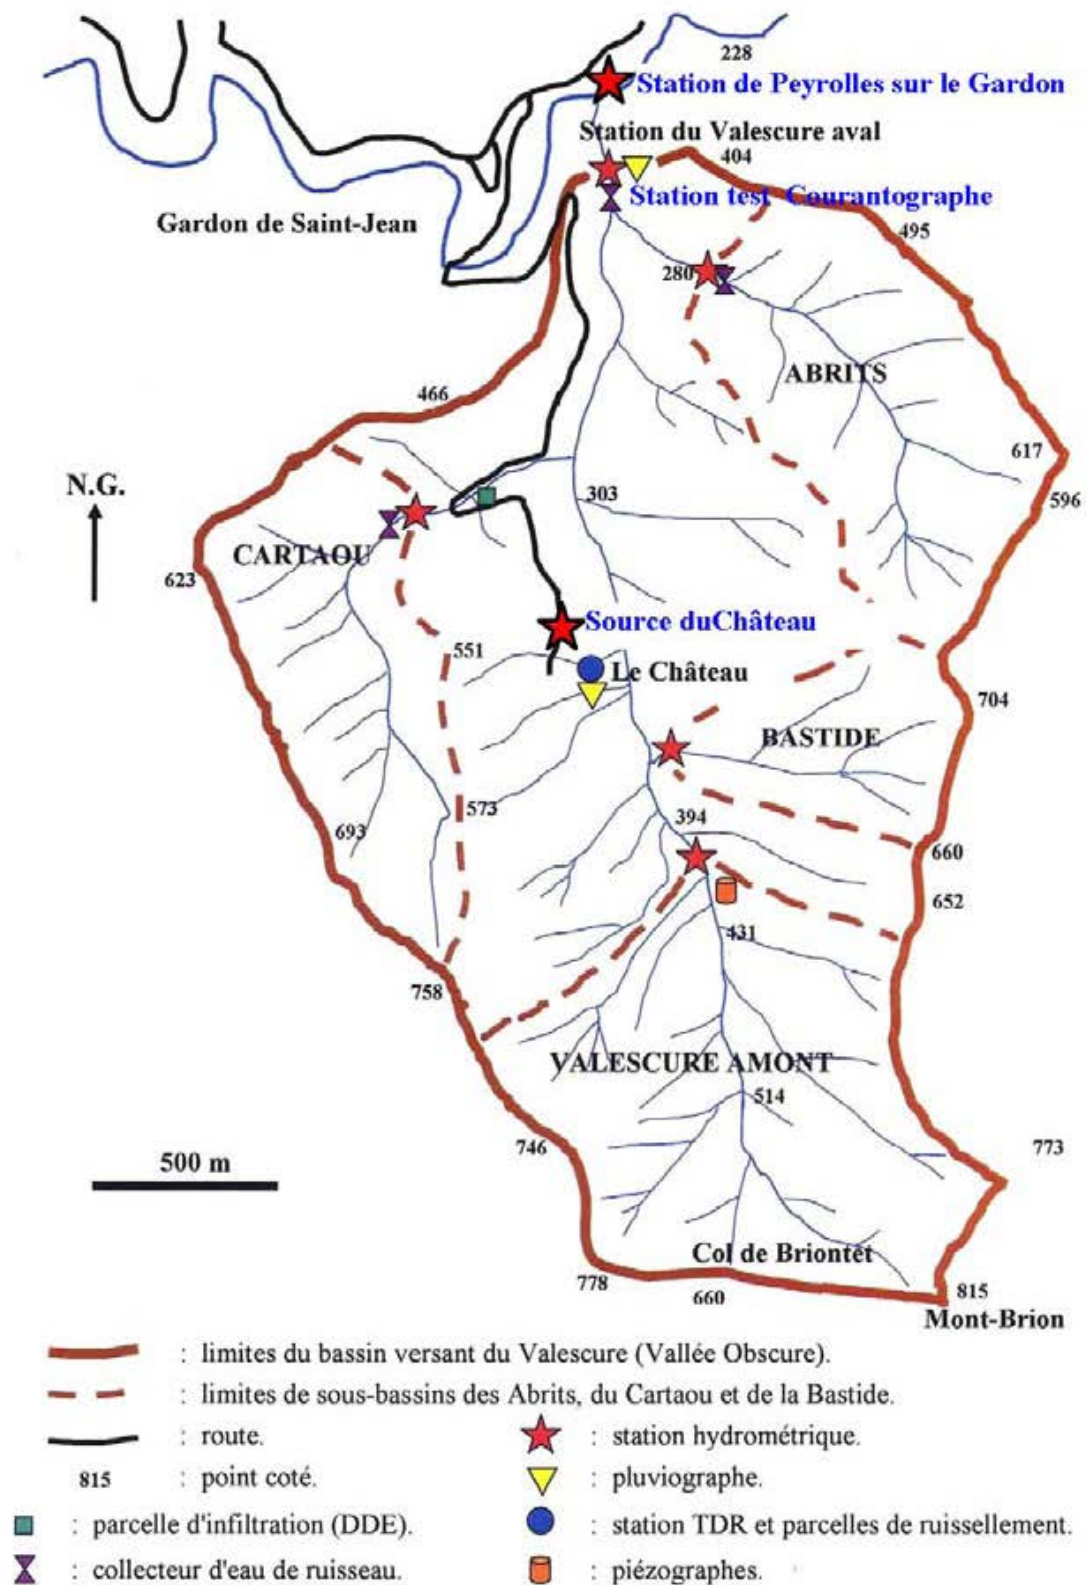 228
Station de Peyrolles sur le Gardon
Station du Valescure aval
404
Station test Courantographe
Gardon de Saint-Jean
495
280
ABRITS
466
617
N.G.
303
596
CARTAOU
623
Source duChâteau
551
Le Château
704
BASTIDE
573
394
693
660
652
431
758
VALESCURE AMONT
514
746
773
500 m
Col de Briontet
778
660
815
Mont-Brion
: limites du bassin versant du Valescure (Vallée Obscure).
: limites de sous-bassins des Abrits, du Cartaou et de la Bastide.
: route.
: station hydrométrique.
815 : point coté.
: pluviographe.
: parcelle d'infiltration (DDE).
: station TDR et parcelles de ruissellement.
: collecteur d'eau de ruisseau.
: piézographes.